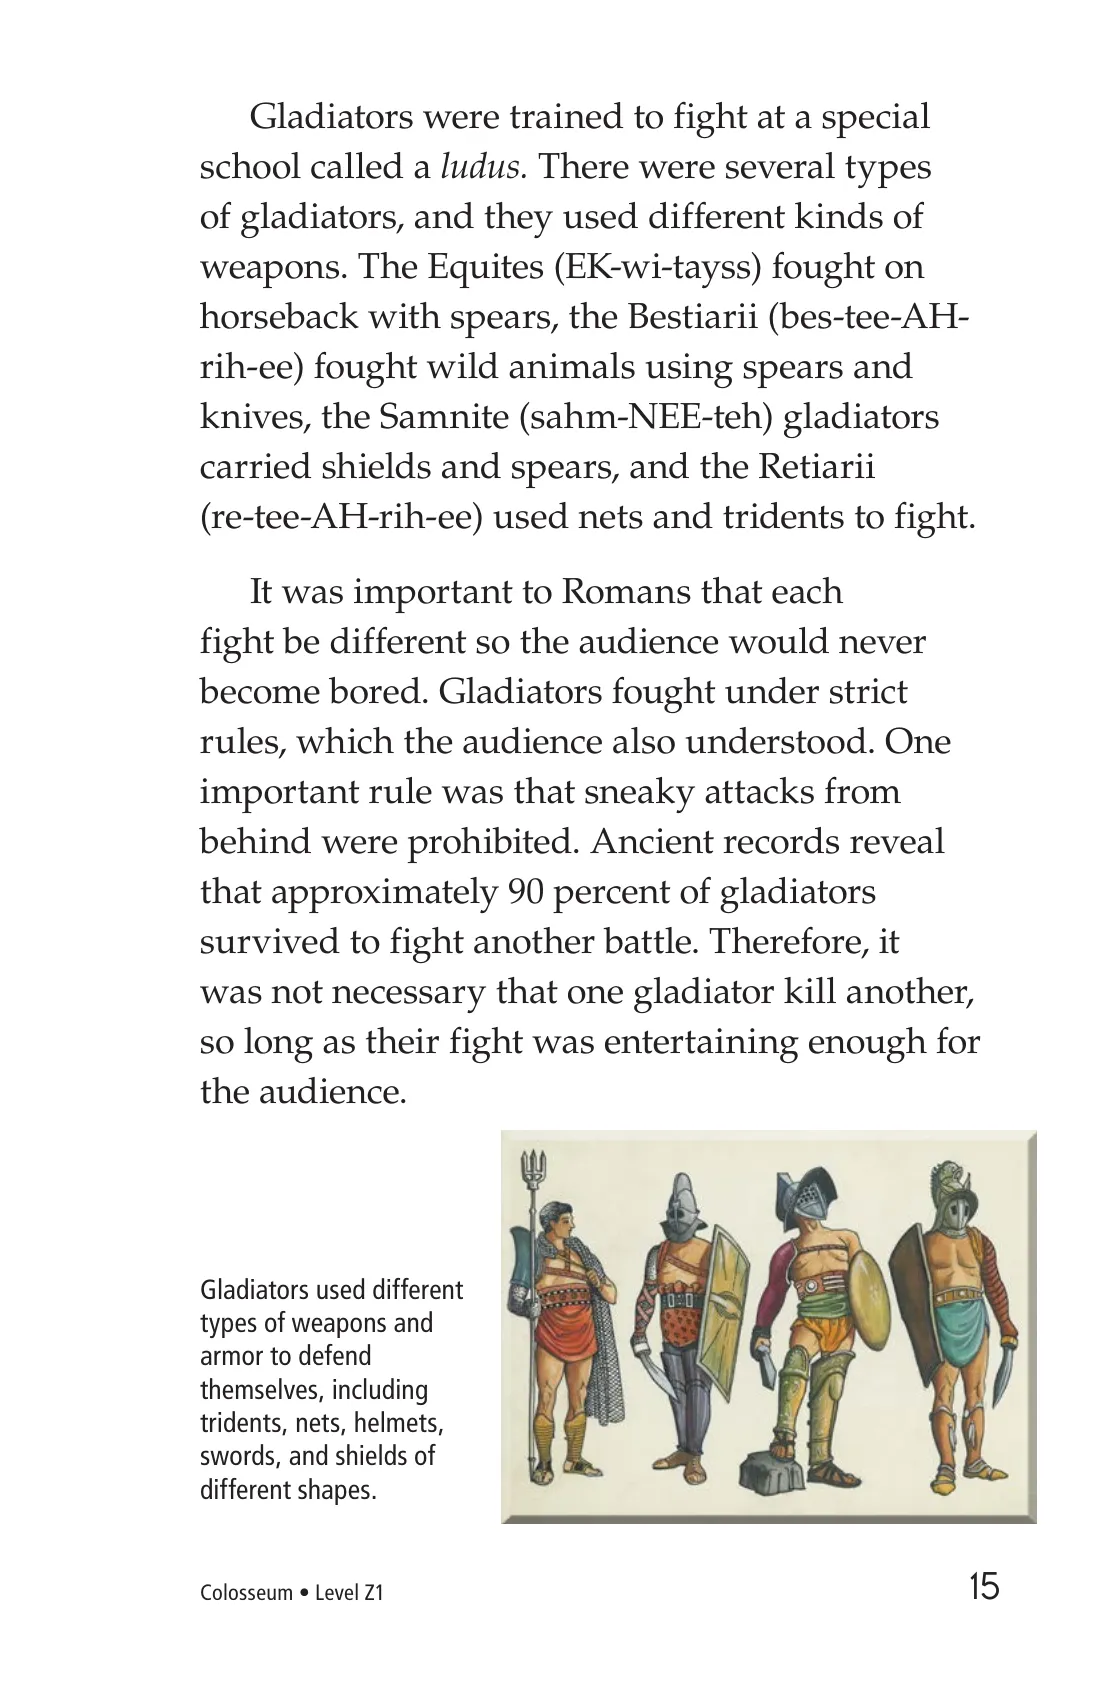 Gladiators were trained to fight at a special
school called a ludus. There were several types
of gladiators, and they used different kinds of
weapons. The Equites (EK-wi-tayss) fought on
horseback with spears, the Bestiarii (bes-tee-AH-
rih-ee) fought wild animals using spears and
knives, the Samnite (sahm-NEE-teh) gladiators
carried shields and spears, and the Retiarii
(re-tee-AH-rih-ee) used nets and tridents to fight.
It was important to Romans that each
fight be different so the audience would never
become bored. Gladiators fought under strict
rules, which the audience also understood. One
important rule was that sneaky attacks from
behind were prohibited. Ancient records reveal
that approximately 90 percent of gladiators
survived to fight another battle. Therefore, it
was not necessary that one gladiator kill another,
so long as their fight was entertaining enough for
the audience.
Gladiators used different
types of weapons and
armor to defend
themselves, including
tridents, nets, helmets,
swords, and shields of
different shapes.
Colosseum • Level Z1
15